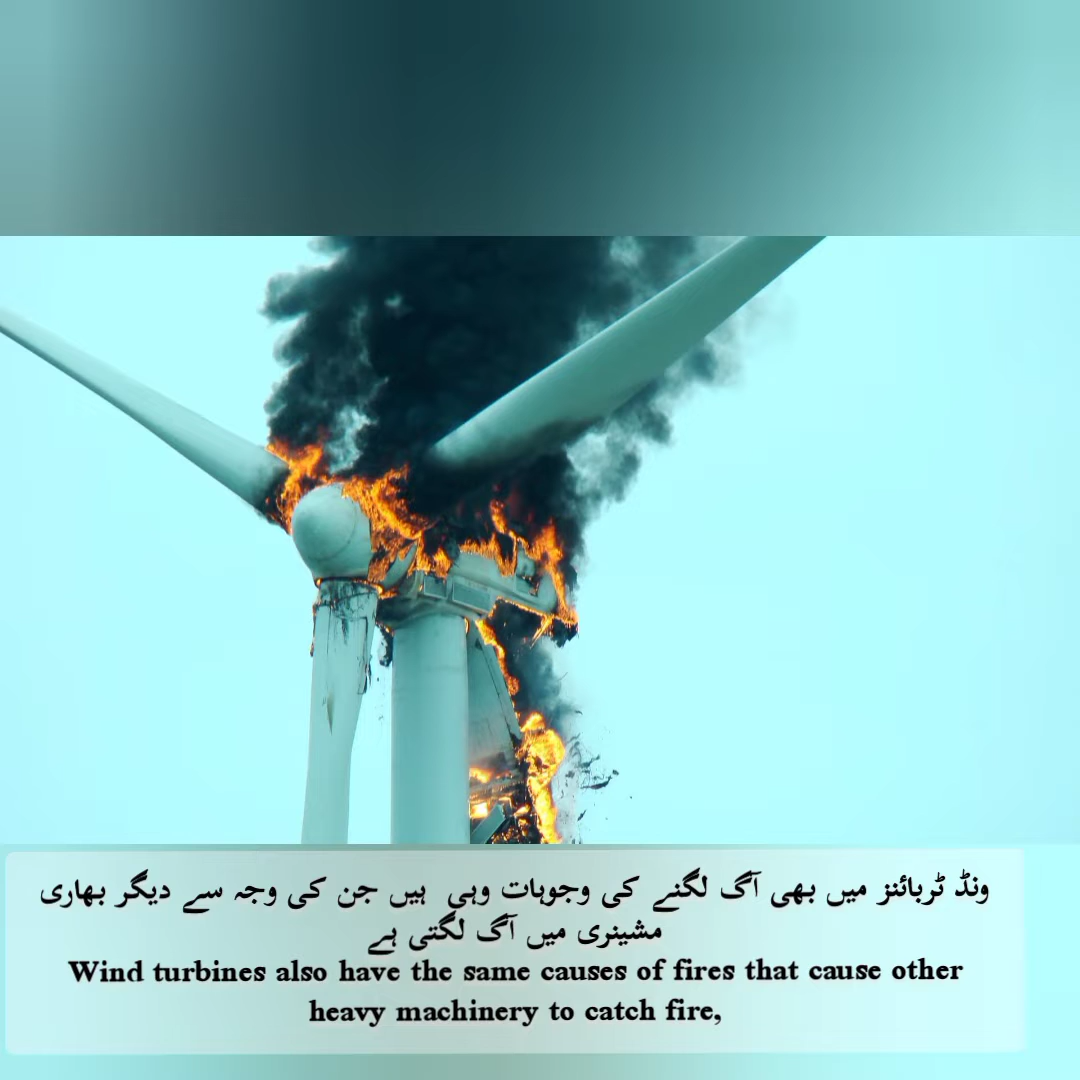 ونڈ ٹربائنز میں بھی آگ لگنے کی وجوہات وہی ہیں جن کی وجہ سے دیگر بھاری
مشینری میں آگ لگتی ہے
Wind turbines also have the same causes of fires that cause other
heavy machinery to catch fire,